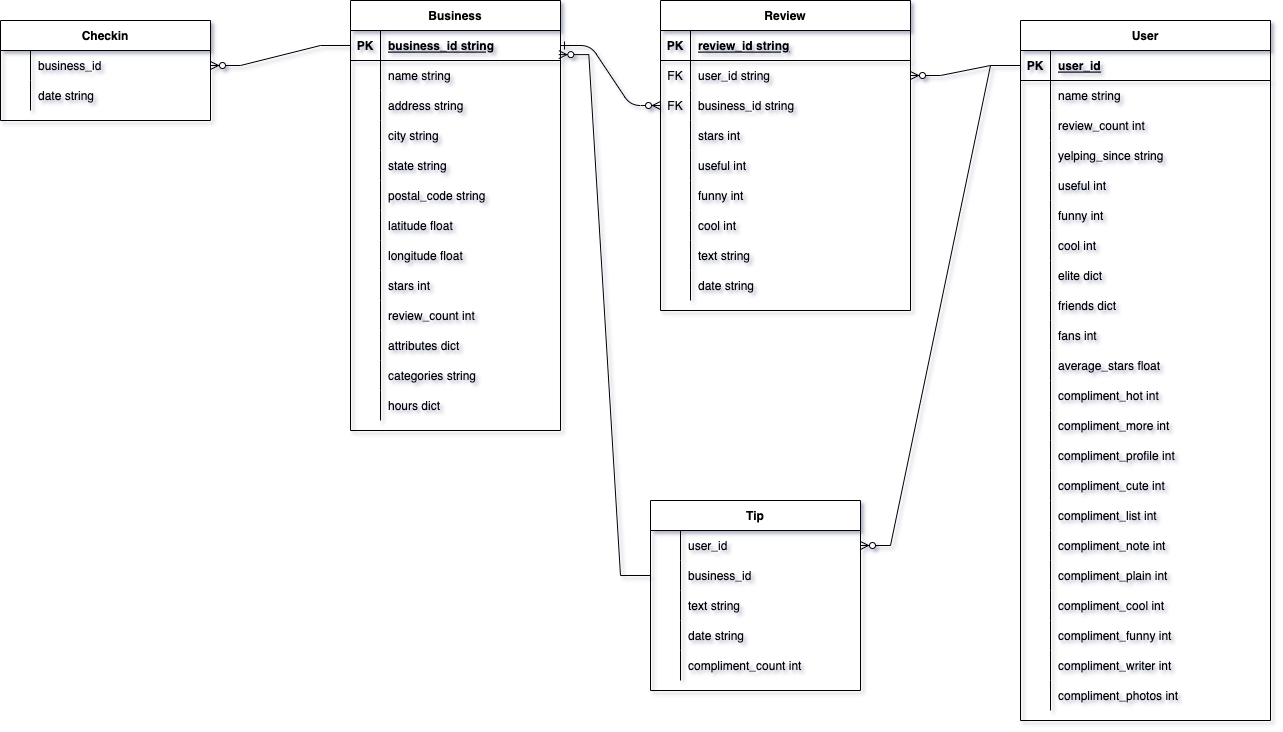 Checkin
business_id
date string
Business
PK business_id string
name string
address string
city string
state string
postal_code string
latitude float
longitude float
stars int
review_count int
attributes dict
categories string
hours dict
Review
PK review_id string
FK user_id string
FK business_id string
stars int
useful int
funny int
cool int
text string
date string
User
PK user_id
name string
review_count int
yelping_since string
useful int
funny int
cool int
elite dict
friends dict
fans int
average_stars float
compliment_hot int
compliment_more int
compliment_profile int
compliment_cute int
compliment_list int
compliment_note int
compliment_plain int
compliment_cool int
compliment_funny int
compliment_writer int
compliment_photos int
Tip
user_id
business_id
text string
date string
compliment_count int